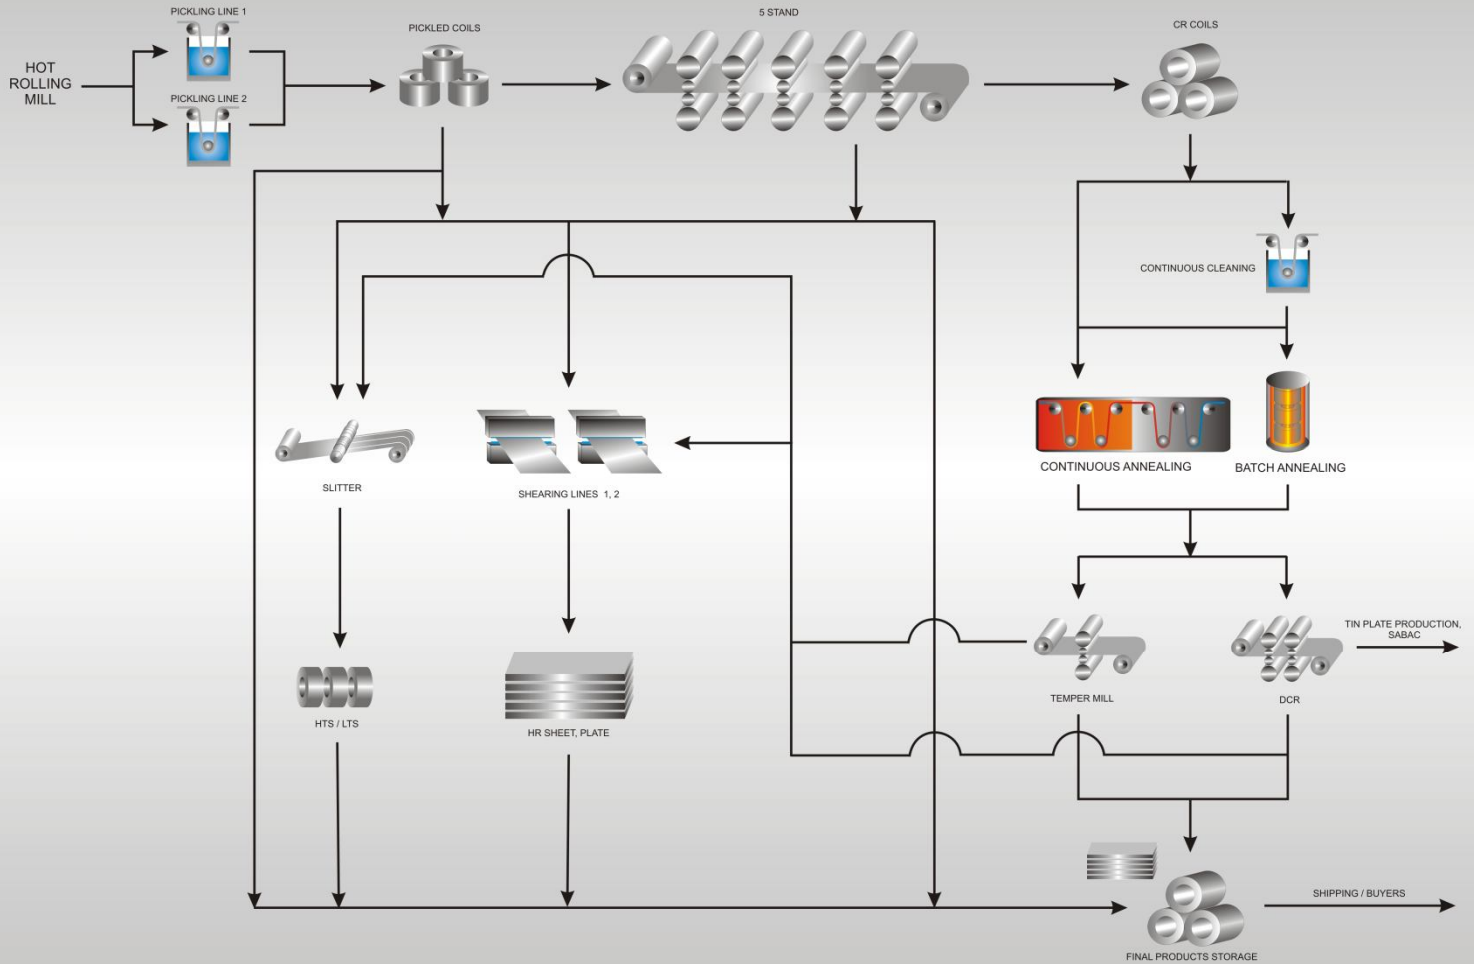 PICKLING LINE 1
5 STAND
PICKLED COILS
CR COILS
HOT
ROLLING
MILL
PICKLING LINE 2
CONTINUOUS CLEANING
CONTINUOUS ANNEALING
BATCH ANNEALING
SLITTER
SHEARING LINES 1, 2
TIN PLATE PRODUCTION,
SABAC
TEMPER MILL
DCR
HTS / LTS
HR SHEET, PLATE
SHIPPING / BUYERS
FINAL PRODUCTS STORAGE